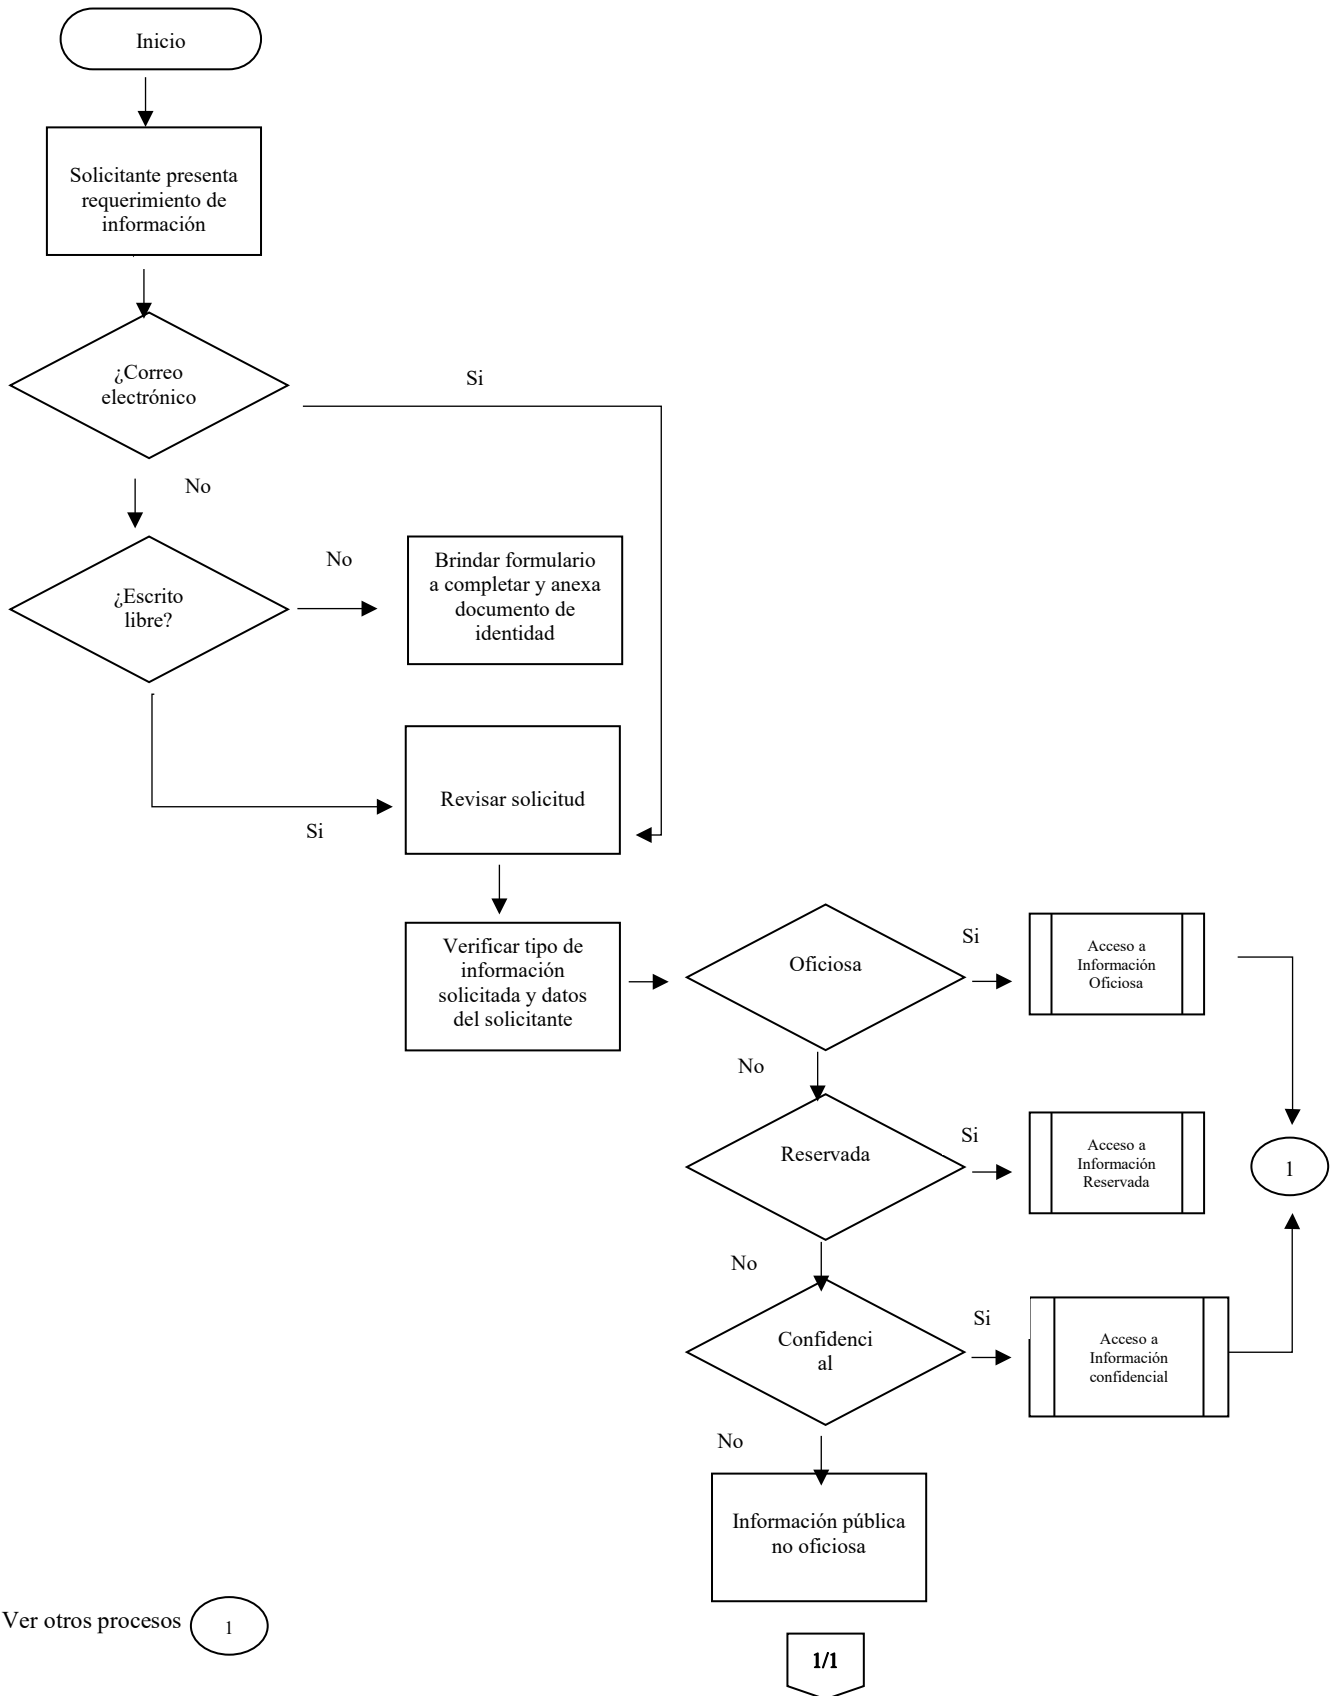 Inicio
Solicitante presenta
requerimiento de
información
¿Correo
electrónico
Si
No
¿Escrito
libre?
No
Brindar formulario
a completar y anexa
documento de
identidad
Revisar solicitud
Si
Verificar tipo de
información
solicitada y datos
del solicitante
Oficiosa
Si
Acceso a
Información
Oficiosa
No
Reservada
Si
Acceso a
Información
Reservada
1
No
Confidenci
al
Si
Acceso a
Información
confidencial
No
Información pública
no oficiosa
Ver otros procesos 1
1/1